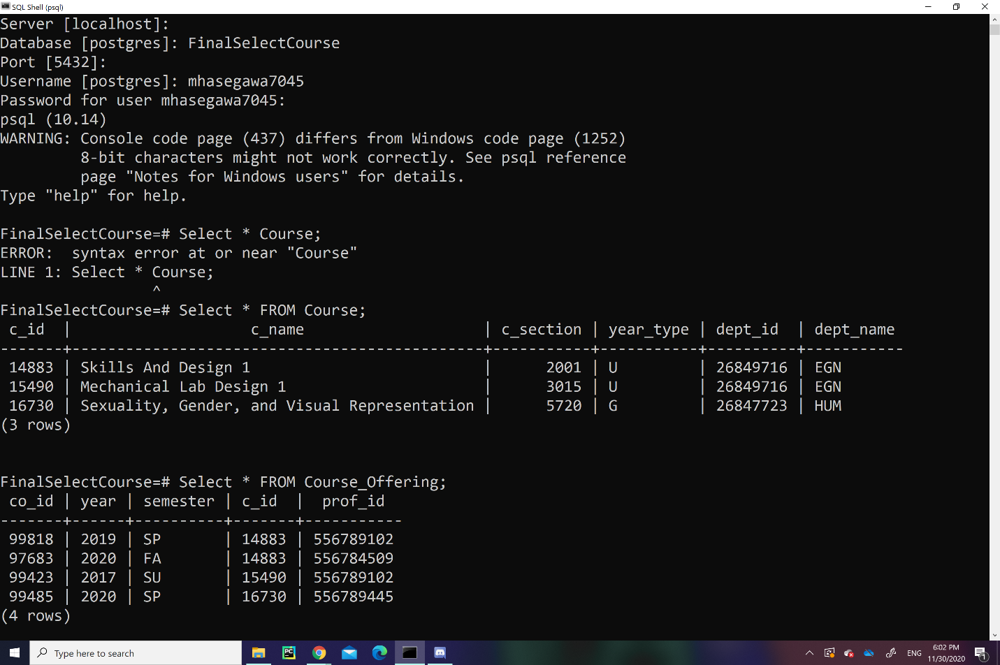 SQL Shell (psql)
Server [localhost]:
Database [postgres]: FinalSelectCourse
Port [5432]:
Username [postgres]: mhasegawa7045
Password for user mhasegawa7045:
psql (10.14)
WARNING: Console code page (437) differs from Windows code page (1252)
         8-bit characters might not work correctly. See psql reference
         page "Notes for Windows users" for details.
Type "help" for help.

FinalSelectCourse=# Select * Course;
ERROR:  syntax error at or near "Course"
LINE 1: Select * Course;
                 ^
FinalSelectCourse=# Select * FROM Course;
 c_id  |                   c_name                     | c_section | year_type | dept_id  | dept_name
-------+----------------------------------------------+-----------+-----------+----------+-----------
 14883 | Skills And Design 1                          |      2001 | U         | 26849716 | EGN
 15490 | Mechanical Lab Design 1                      |      3015 | U         | 26849716 | EGN
 16730 | Sexuality, Gender, and Visual Representation |      5720 | G         | 26847723 | HUM
(3 rows)

FinalSelectCourse=# Select * FROM Course_Offering;
 co_id | year | semester | c_id  |  prof_id
-------+------+----------+-------+-----------
 99818 | 2019 | SP       | 14883 | 556789102
 97683 | 2020 | FA       | 14883 | 556784509
 99423 | 2017 | SU       | 15490 | 556789102
 99485 | 2020 | SP       | 16730 | 556789445
(4 rows)
Type here to search
PC
ENG
6:02 PM
11/30/2020
1